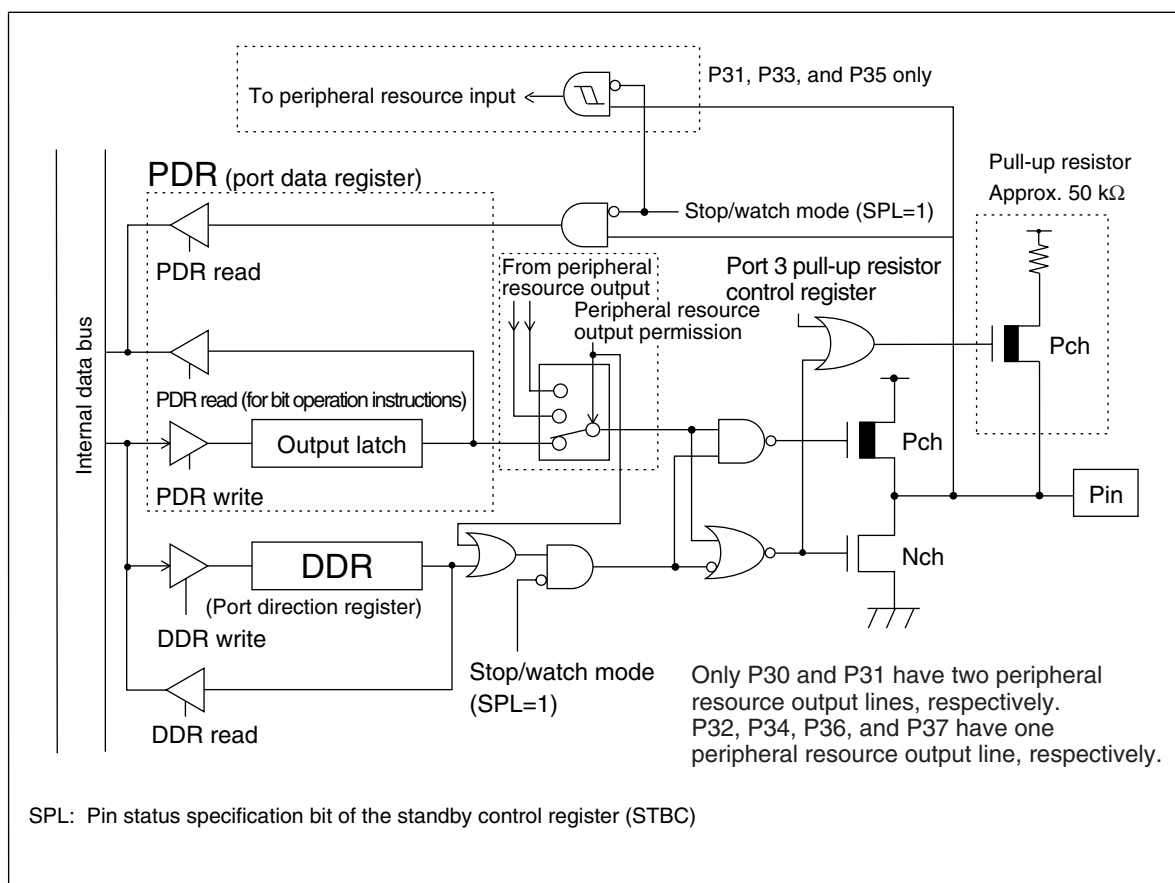 P31, P33, and P35 only
To peripheral resource input
PDR (port data register)
Pull-up resistor
Approx. 50 kΩ
Stop/watch mode (SPL=1)
PDR read
From peripheral
resource output
Port 3 pull-up resistor
control register
Peripheral resource
output permission
Internal data bus
Pch
PDR read (for bit operation instructions)
Output latch
Pch
PDR write
Pin
DDR
Nch
(Port direction register)
DDR write
Stop/watch mode
(SPL=1)
DDR read
Only P30 and P31 have two peripheral
resource output lines, respectively.
P32, P34, P36, and P37 have one
peripheral resource output line, respectively.
SPL: Pin status specification bit of the standby control register (STBC)